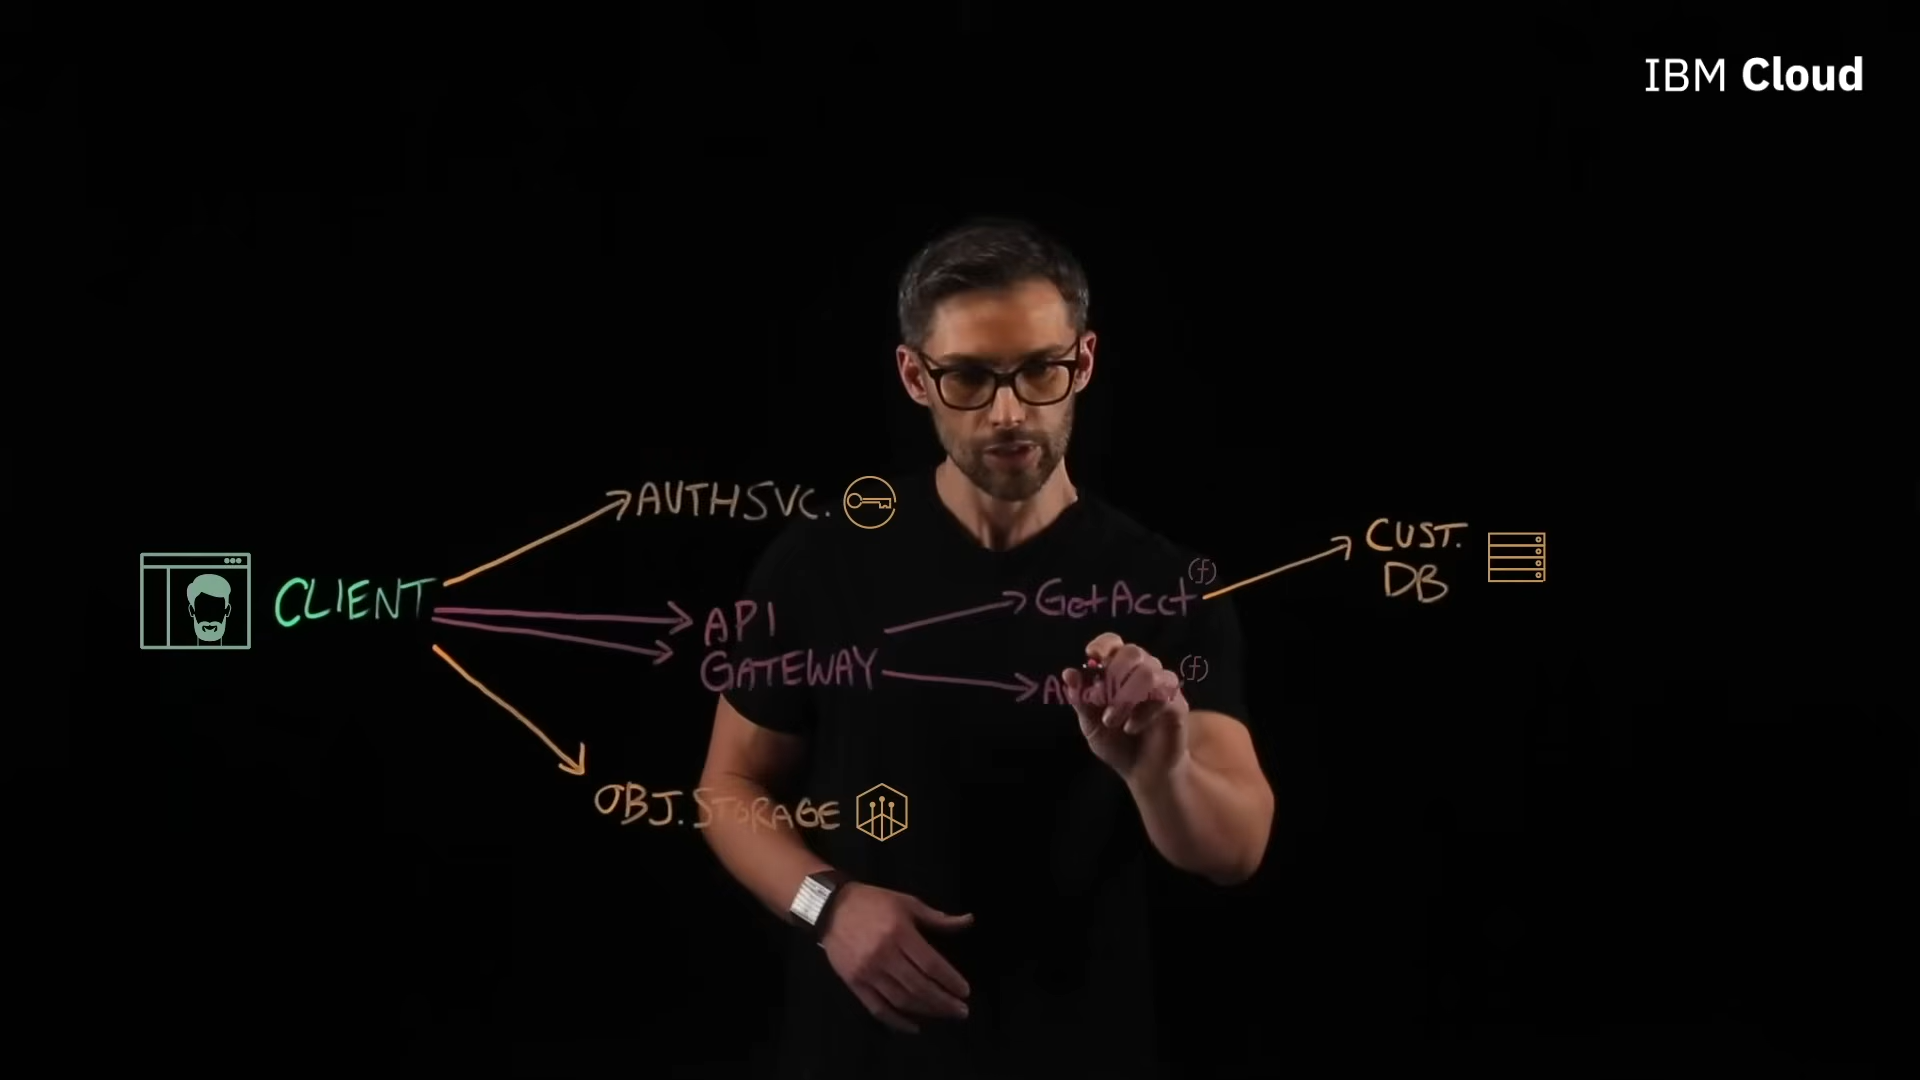 IBM Cloud
AUTH SVC.
CLIENT
API
GATEWAY
GetAcct (f)
(f)
CUST.
DB
OBJ. STORAGE